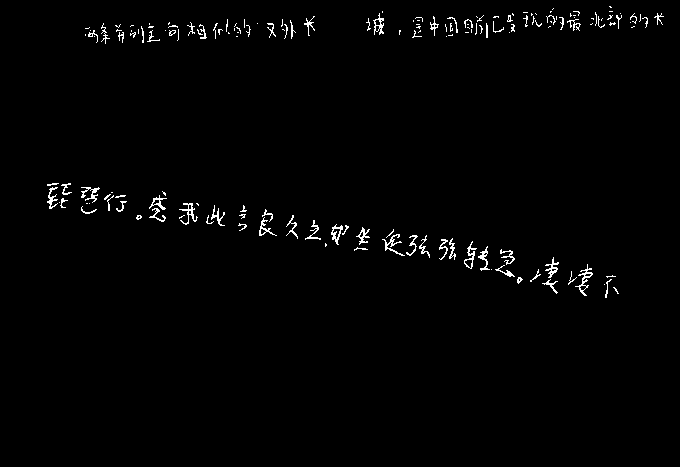 两条并列走向相似的"汉外长 城,是中国目前已发现的最北部的长
琵琶行。感我此言良久立,却坐促弦弦转急。凄凄不